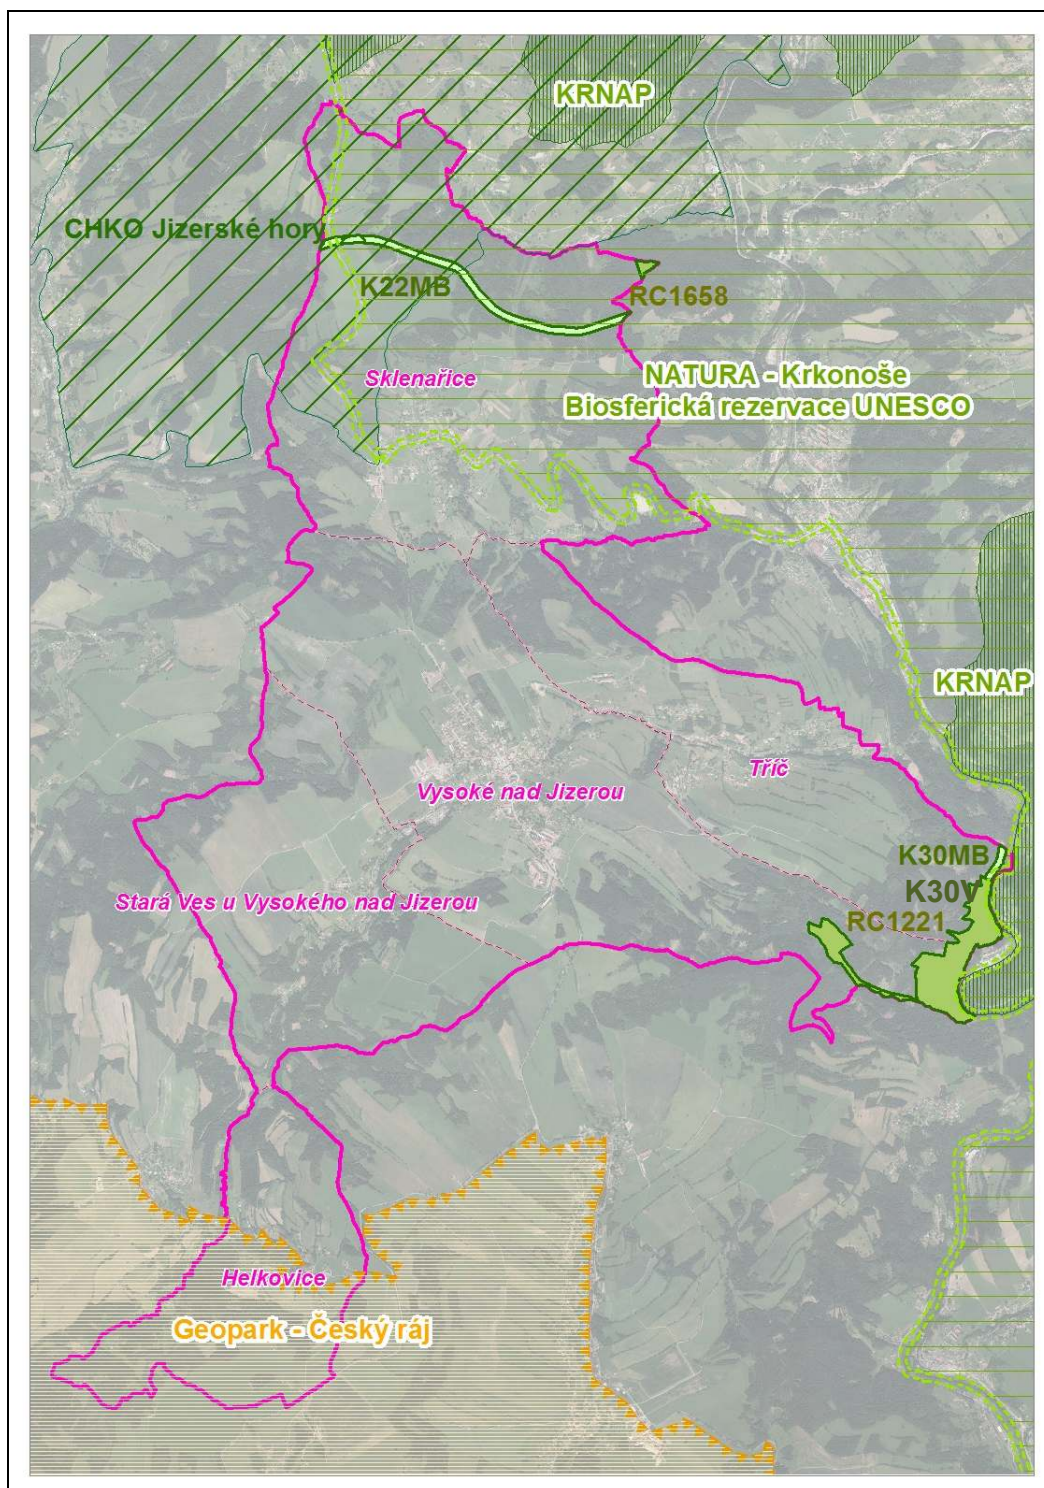 KRNAP
CHKO Jizerské hory
K22MB
RC1658
Sklenařice
NATURA - Krkonoše
Biosferická rezervace UNESCO
KRNAP
Tříč
Vysoké nad Jizerou
K30MB
K30V
Stará Ves u Vysokého nad Jizerou
RC1221
Helkovice
Geopark - Český ráj